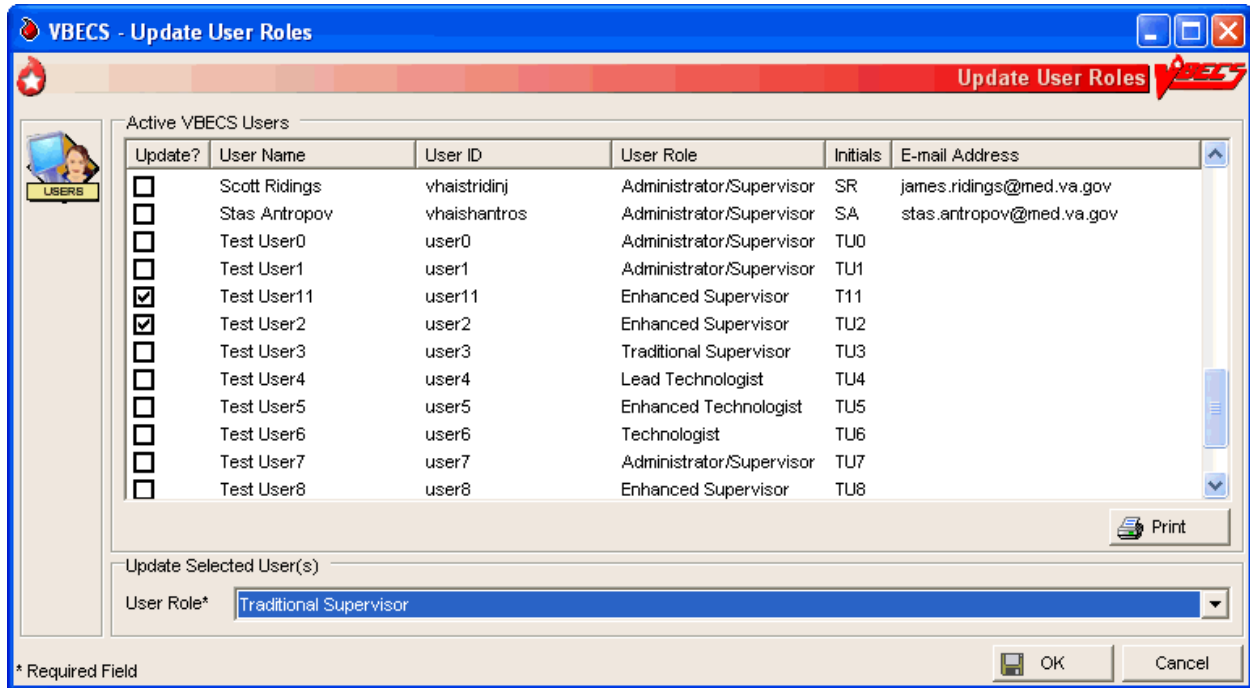 VBECS - Update User Roles
Update User Roles VBECS
USERS
Active VBECS Users
Update? User Name User ID User Role Initials E-mail Address
Scott Ridings vhaistridinj Administrator/Supervisor SR james.ridings@med.va.gov
Stas Antropov vhaishantros Administrator/Supervisor SA stas.antropov@med.va.gov
Test User0 user0 Administrator/Supervisor TU0
Test User1 user1 Administrator/Supervisor TU1
Test User11 user11 Enhanced Supervisor T11
Test User2 user2 Enhanced Supervisor TU2
Test User3 user3 Traditional Supervisor TU3
Test User4 user4 Lead Technologist TU4
Test User5 user5 Enhanced Technologist TU5
Test User6 user6 Technologist TU6
Test User7 user7 Administrator/Supervisor TU7
Test User8 user8 Enhanced Supervisor TU8
Print
Update Selected User(s)
User Role* Traditional Supervisor
* Required Field
OK Cancel